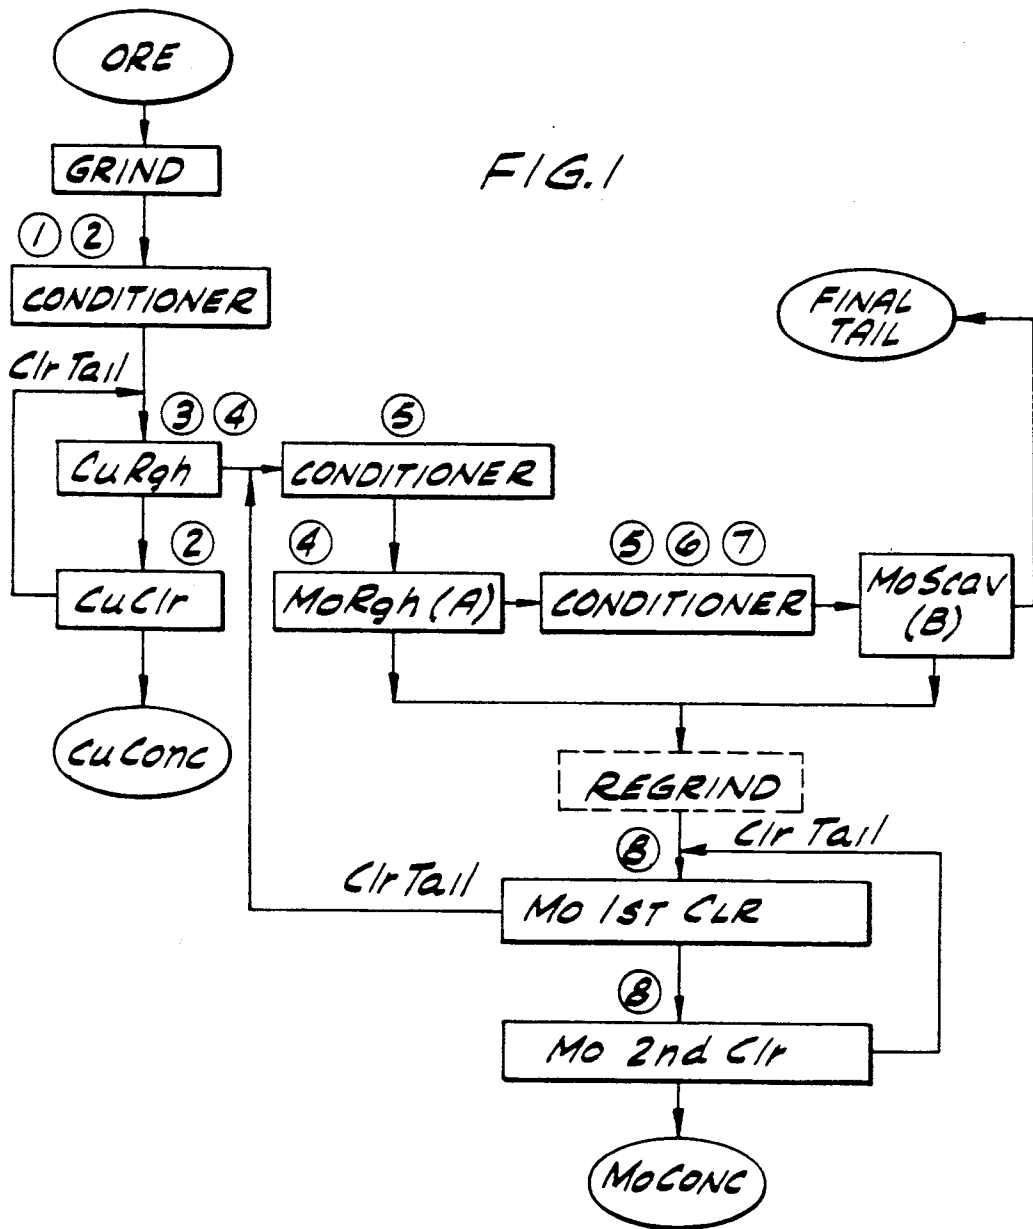 ORE
GRIND
FIG.1
1 2
CONDITIONER
FINAL
TAIL
Clr Tail
3 4
5
CuRgh
CONDITIONER
2
4
5 6 7
CuClr
MoRgh (A)
CONDITIONER
MoScav
(B)
CuConc
REGRIND
8
Clr Tail
Clr Tail
Mo 1ST CLR
8
Mo 2nd Clr
MoCONC